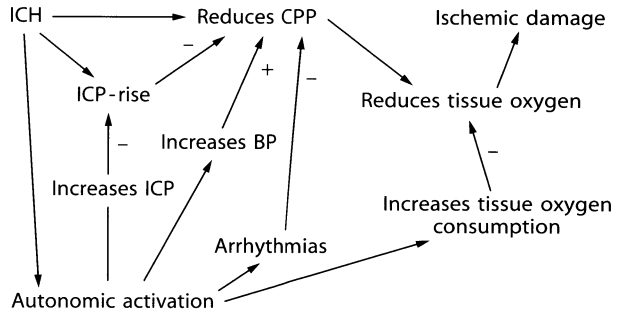 ICH
Reduces CPP
Ischemic damage
–
ICP-rise
+
–
Reduces tissue oxygen
–
Increases BP
–
Increases ICP
Increases tissue oxygen
consumption
Arrhythmias
Autonomic activation